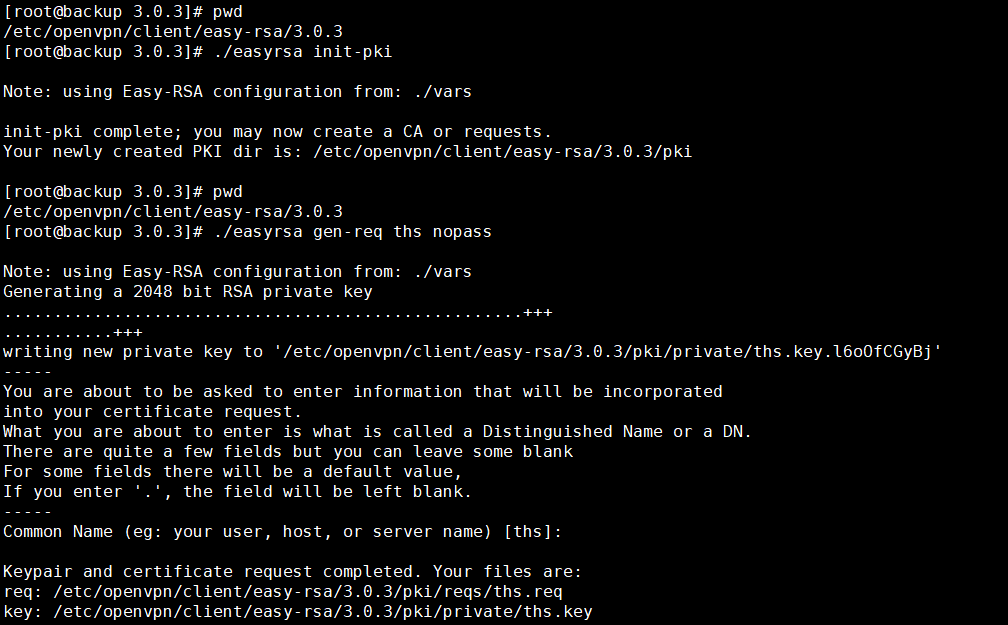 [root@backup 3.0.3]# pwd
/etc/openvpn/client/easy-rsa/3.0.3
[root@backup 3.0.3]# ./easyrsa init-pki
Note: using Easy-RSA configuration from: ./vars
init-pki complete; you may now create a CA or requests.
Your newly created PKI dir is: /etc/openvpn/client/easy-rsa/3.0.3/pki
[root@backup 3.0.3]# pwd
/etc/openvpn/client/easy-rsa/3.0.3
[root@backup 3.0.3]# ./easyrsa gen-req ths nopass
Note: using Easy-RSA configuration from: ./vars
Generating a 2048 bit RSA private key
....................................................+++
...........+++
writing new private key to '/etc/openvpn/client/easy-rsa/3.0.3/pki/private/ths.key.l6oOfCGyBj'
-----
You are about to be asked to enter information that will be incorporated
into your certificate request.
What you are about to enter is what is called a Distinguished Name or a DN.
There are quite a few fields but you can leave some blank
For some fields there will be a default value,
If you enter '.', the field will be left blank.
-----
Common Name (eg: your user, host, or server name) [ths]:
Keypair and certificate request completed. Your files are:
req: /etc/openvpn/client/easy-rsa/3.0.3/pki/reqs/ths.req
key: /etc/openvpn/client/easy-rsa/3.0.3/pki/private/ths.key